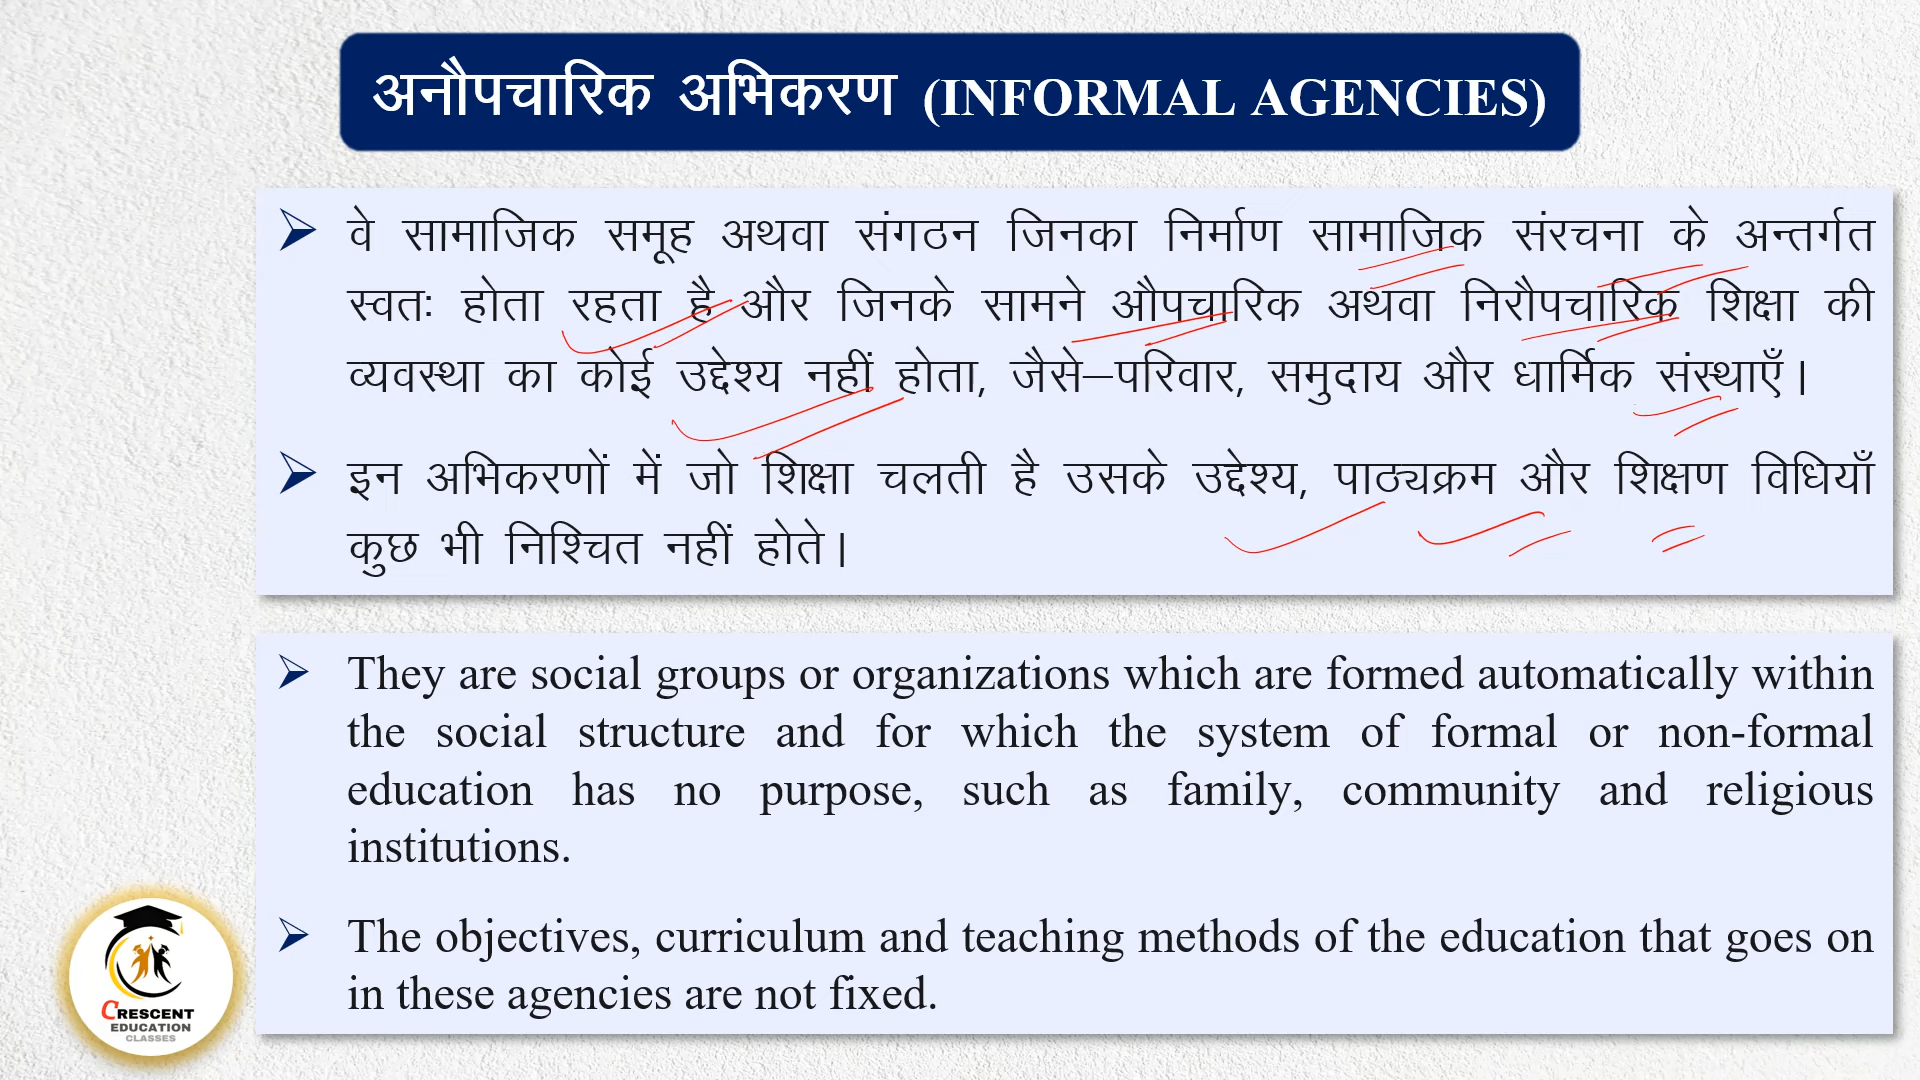 अनौपचारिक अभिकरण (INFORMAL AGENCIES)
➢ वे सामाजिक समूह अथवा संगठन जिनका निर्माण सामाजिक संरचना के अन्तर्गत
स्वतः होता रहता है और जिनके सामने औपचारिक अथवा निरौपचारिक शिक्षा की
व्यवस्था का कोई उद्देश्य नहीं होता, जैसे—परिवार, समुदाय और धार्मिक संस्थाएँ।
➢ इन अभिकरणों में जो शिक्षा चलती है उसके उद्देश्य, पाठ्यक्रम और शिक्षण विधियाँ
कुछ भी निश्चित नहीं होते।
➢ They are social groups or organizations which are formed automatically within
the social structure and for which the system of formal or non-formal
education has no purpose, such as family, community and religious
institutions.
➢ The objectives, curriculum and teaching methods of the education that goes on
in these agencies are not fixed.
CRESCENT
EDUCATION
CLASSES